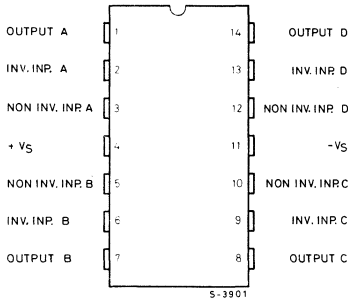 OUTPUT A 1 14 OUTPUT D
INV. INP. A 2 13 INV. INP. D
NON INV. INP. A 3 12 NON INV. INP. D
+ VS 4 11 -VS
NON INV. INP. B 5 10 NON INV. INP. C
INV. INP. B 6 9 INV. INP. C
OUTPUT B 7 8 OUTPUT C
S-3901